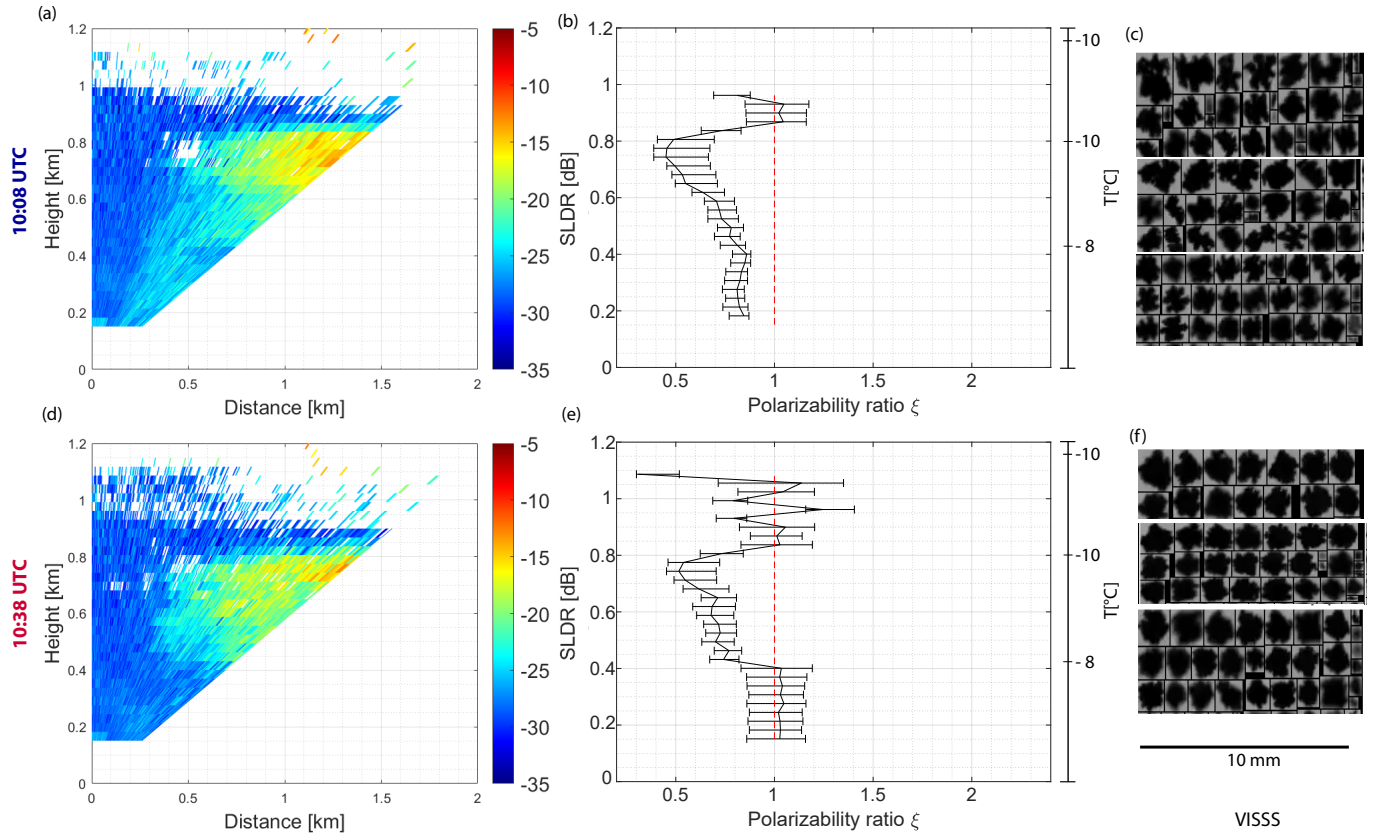 (a)
10:08 UTC
Height [km]
1.2
1
0.8
0.6
0.4
0.2
0
0 0.5 1 1.5 2
Distance [km]
-5
-10
-15
-20
-25
-30
-35
SLDR [dB]
(b)
1.2
1
0.8
0.6
0.4
0.2
0
0.5 1 1.5 2
Polarizability ratio ξ
-10
-10
- 8
T[°C]
(c)
(d)
10:38 UTC
Height [km]
1.2
1
0.8
0.6
0.4
0.2
0
0 0.5 1 1.5 2
Distance [km]
-5
-10
-15
-20
-25
-30
-35
SLDR [dB]
(e)
1.2
1
0.8
0.6
0.4
0.2
0
0.5 1 1.5 2
Polarizability ratio ξ
-10
-10
- 8
T[°C]
(f)
10 mm
VISSS